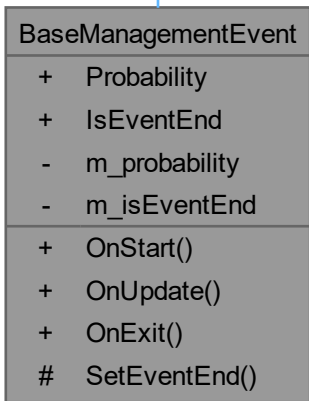 BaseManagementEvent
+ Probability
+ IsEventEnd
- m_probability
- m_isEventEnd
+ OnStart()
+ OnUpdate()
+ OnExit()
# SetEventEnd()